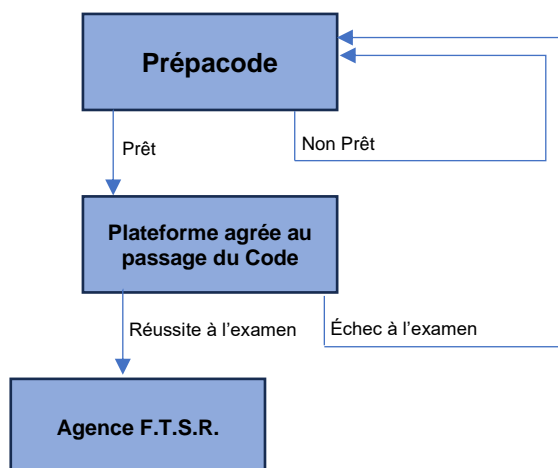 Prépacode
Prêt
Non Prêt
Plateforme agrée au
passage du Code
Réussite à l'examen
Échec à l'examen
Agence F.T.S.R.